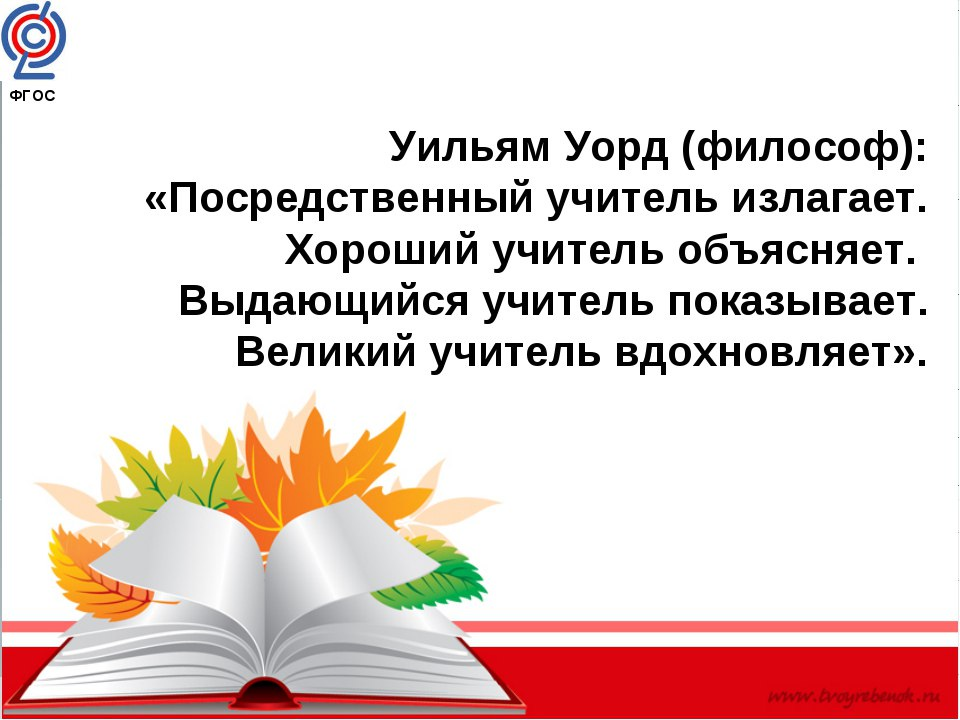 ФГОС
Уильям Уорд (философ):
«Посредственный учитель излагает.
Хороший учитель объясняет.
Выдающийся учитель показывает.
Великий учитель вдохновляет».
www.tvoyrebenok.ru